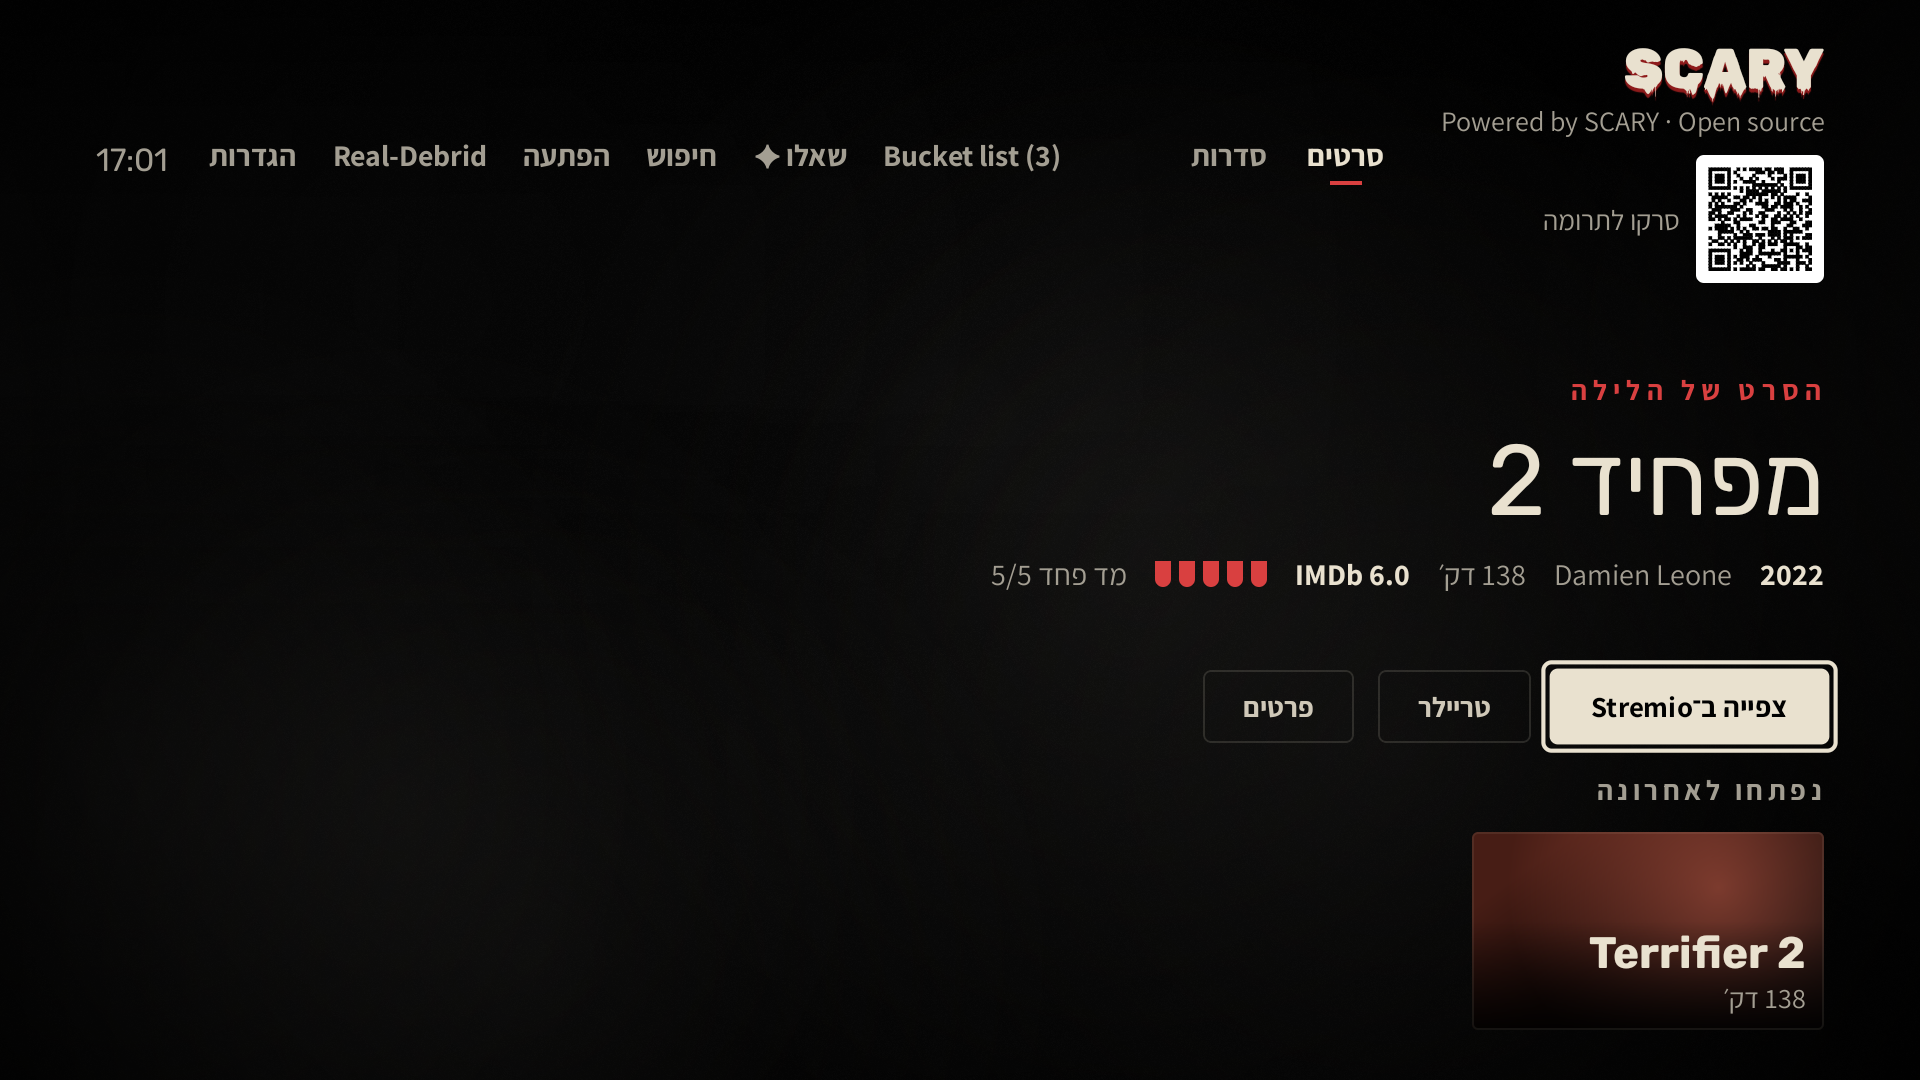 SCARY
Powered by SCARY · Open source
סרקו לתרומה
סרטים
סדרות
Bucket list (3)
שאלו ✦
חיפוש
הפתעה
Real-Debrid
הגדרות
17:01
הסרט של הלילה
מפחיד 2
2022 Damien Leone 138 דק׳ IMDb 6.0 מד פחד 5/5
צפייה ב־Stremio
טריילר
פרטים
נפתחו לאחרונה
Terrifier 2
138 דק׳